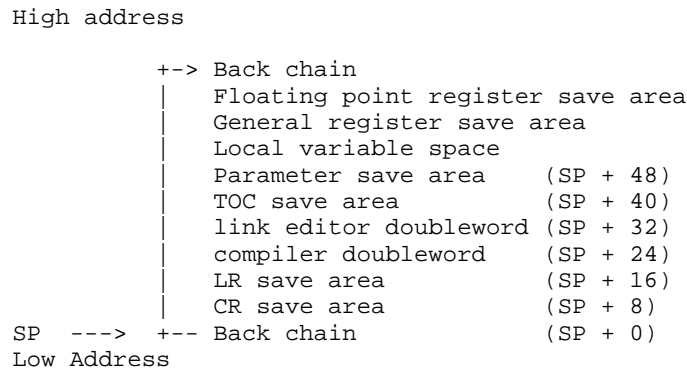 High address
+-> Back chain
| Floating point register save area
| General register save area
| Local variable space
| Parameter save area (SP + 48)
| TOC save area (SP + 40)
| link editor doubleword (SP + 32)
| compiler doubleword (SP + 24)
| LR save area (SP + 16)
| CR save area (SP + 8)
SP ---> +-- Back chain (SP + 0)
Low Address